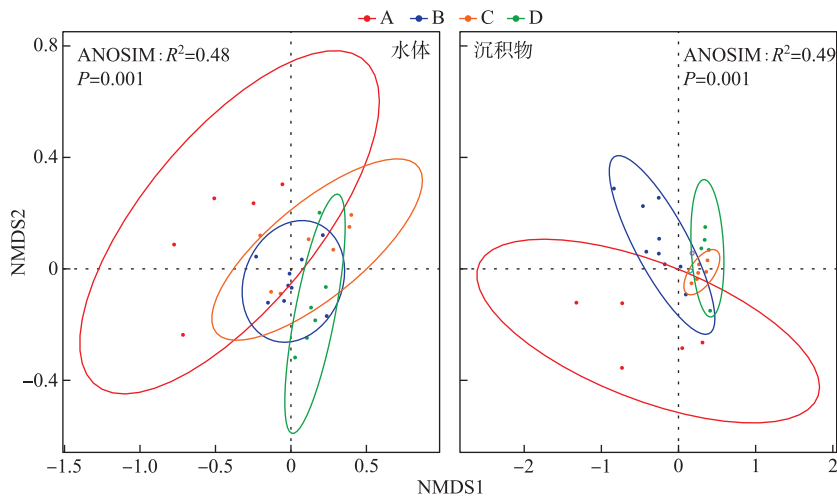 A B C D
ANOSIM:R²=0.48
P=0.001
水体
沉积物
ANOSIM:R²=0.49
P=0.001
NMDS2
0.8
0.4
0
−0.4
−1.5 −1.0 −0.5 0 0.5
−2 −1 0 1 2
NMDS1